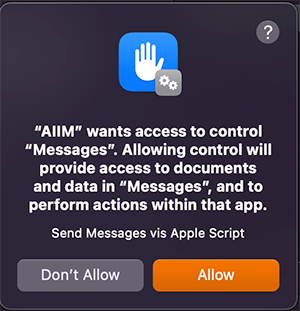 ?
“AIIM” wants access to control
“Messages”. Allowing control will
provide access to documents
and data in “Messages”, and to
perform actions within that app.
Send Messages vis Apple Script
Don’t Allow
Allow